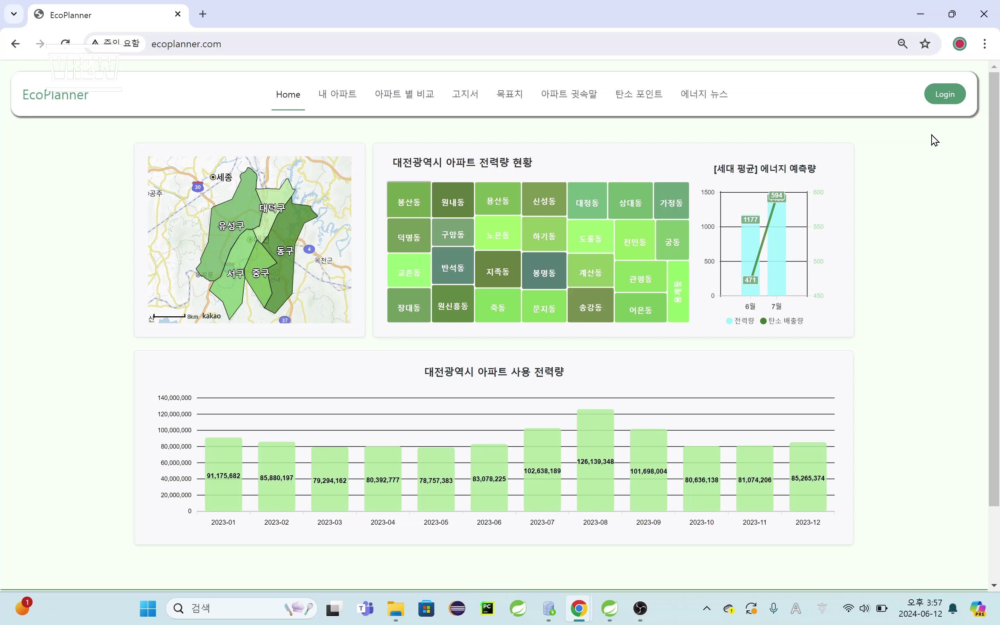 EcoPlanner
주의 요함
ecoplanner.com
VREW
EcoPlanner
Home
내 아파트
아파트 별 비교
고지서
목표치
아파트 귓속말
탄소 포인트
에너지 뉴스
Login
세종
공주
30
대덕구
유성구
대전
동구
4
옥천군
계룡
서구
중구
산내
산
8km
kakao
37
대전광역시 아파트 전력량 현황
봉산동
원내동
용산동
신성동
대정동
상대동
가정동
덕명동
구암동
노은동
하기동
도룡동
전민동
궁동
교촌동
반석동
지족동
봉명동
계산동
관평동
용계동
장대동
원신흥동
죽동
문지동
송강동
어은동
[세대 평균] 에너지 예측량
1500
600
594
1177
1000
550
500
500
471
0
450
6월
7월
전력량
탄소 배출량
대전광역시 아파트 사용 전력량
140,000,000
120,000,000
100,000,000
80,000,000
60,000,000
40,000,000
20,000,000
0
91,175,682
85,880,197
79,294,162
80,392,777
78,757,383
83,078,225
102,638,189
126,139,348
101,698,004
80,636,138
81,074,206
85,265,374
2023-01
2023-02
2023-03
2023-04
2023-05
2023-06
2023-07
2023-08
2023-09
2023-10
2023-11
2023-12
1
검색
T
PC
A
ㅎ
오후 3:57
2024-06-12
PRE